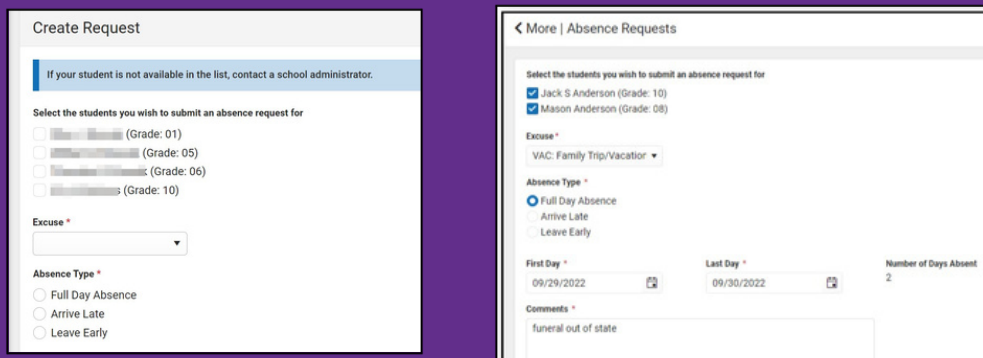 Create Request
If your student is not available in the list, contact a school administrator.
Select the students you wish to submit an absence request for
(Grade: 01)
(Grade: 05)
(Grade: 06)
(Grade: 10)
Excuse *
Absence Type *
Full Day Absence
Arrive Late
Leave Early
More | Absence Requests
Select the students you wish to submit an absence request for
Jack S Anderson (Grade: 10)
Mason Anderson (Grade: 08)
Excuse *
VAC: Family Trip/Vacation
Absence Type *
Full Day Absence
Arrive Late
Leave Early
First Day * Last Day * Number of Days Absent
09/29/2022 09/30/2022 2
Comments *
funeral out of state